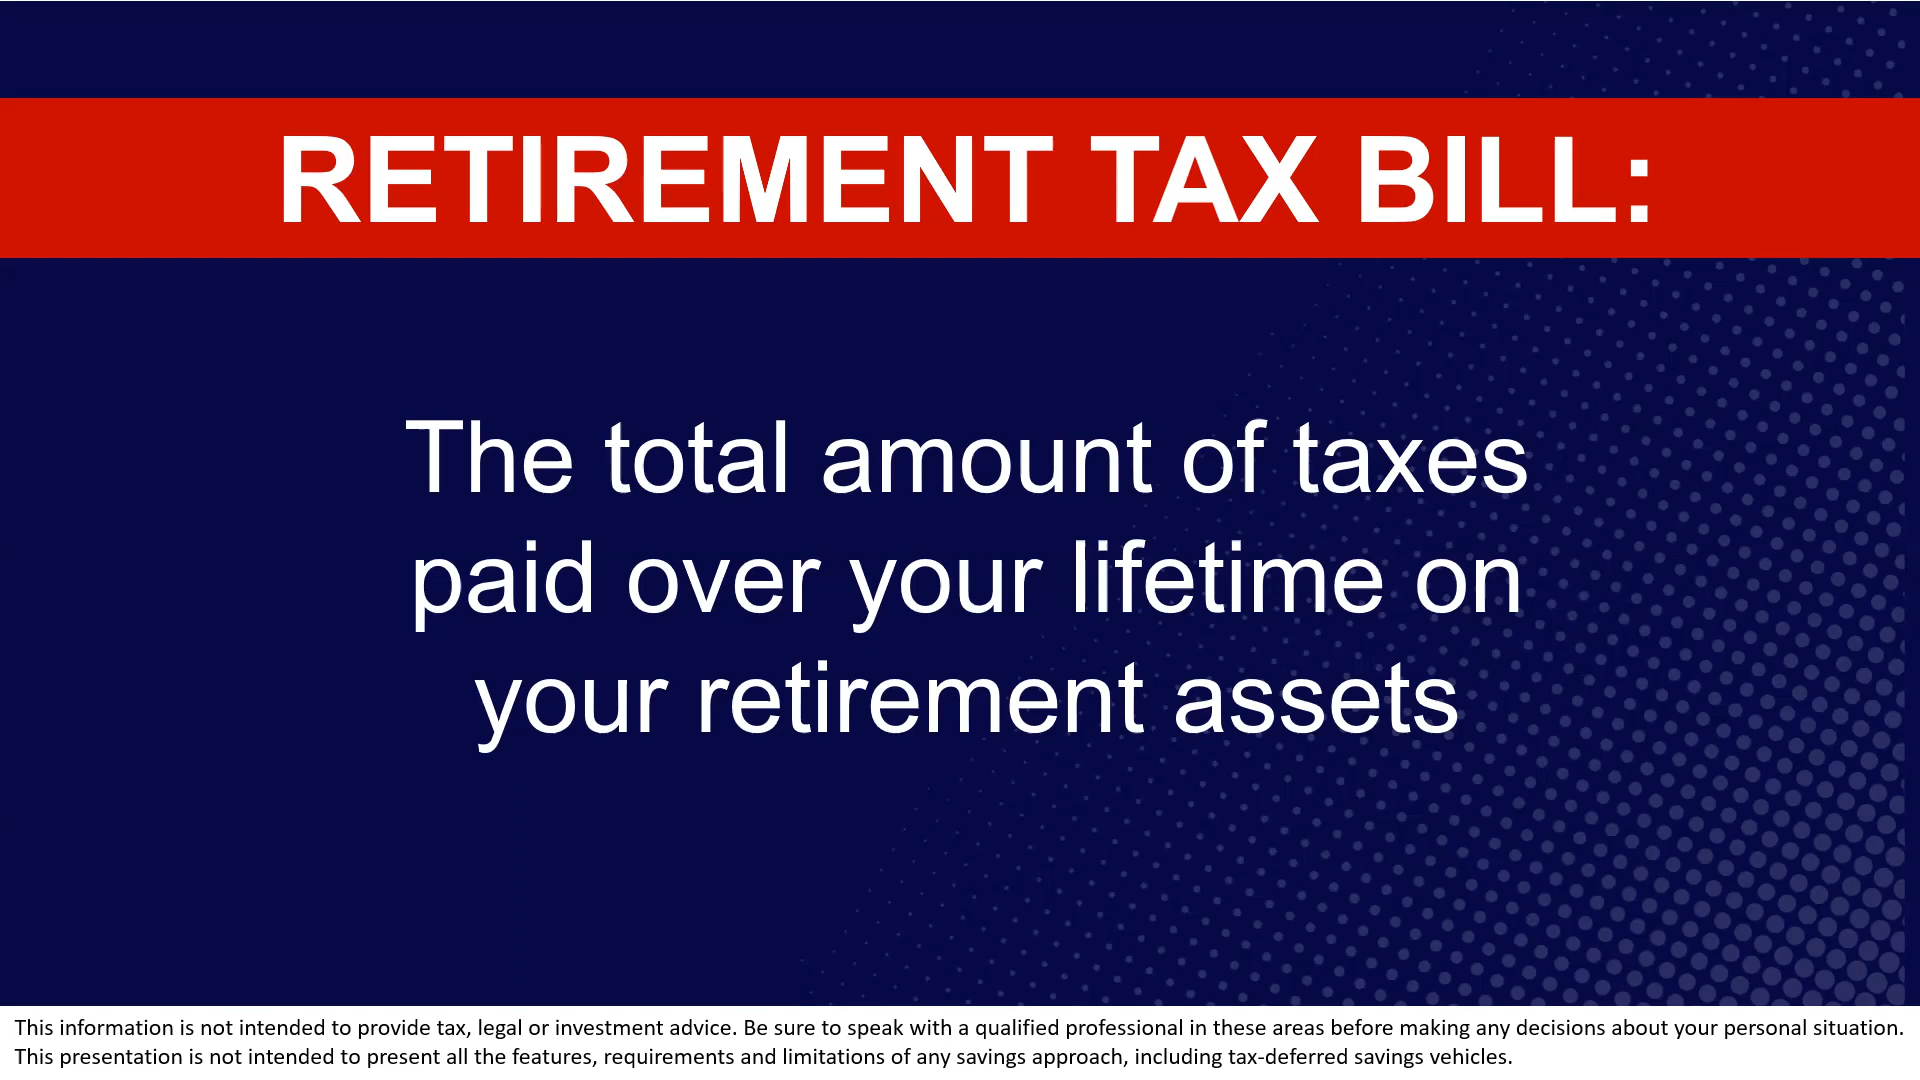 RETIREMENT TAX BILL:
The total amount of taxes
paid over your lifetime on
your retirement assets
This information is not intended to provide tax, legal or investment advice. Be sure to speak with a qualified professional in these areas before making any decisions about your personal situation.
This presentation is not intended to present all the features, requirements and limitations of any savings approach, including tax-deferred savings vehicles.